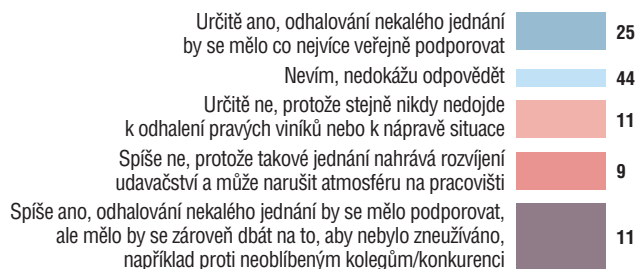 Určitě ano, odhalování nekalého jednání
by se mělo co nejvíce veřejně podporovat
25
Nevím, nedokážu odpovědět
44
Určitě ne, protože stejně nikdy nedojde
k odhalení pravých viníků nebo k nápravě situace
11
Spíše ne, protože takové jednání nahrává rozvíjení
udavačství a může narušit atmosféru na pracovišti
9
Spíše ano, odhalování nekalého jednání by se mělo podporovat,
ale mělo by se zároveň dbát na to, aby nebylo zneužíváno,
například proti neoblíbeným kolegům/konkurenci
11